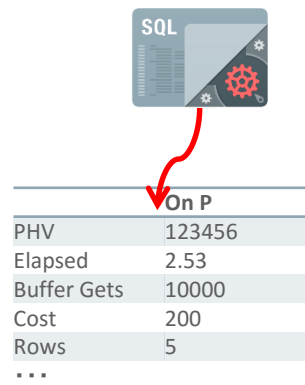 SQL
On P
PHV 123456
Elapsed 2.53
Buffer Gets 10000
Cost 200
Rows 5
...